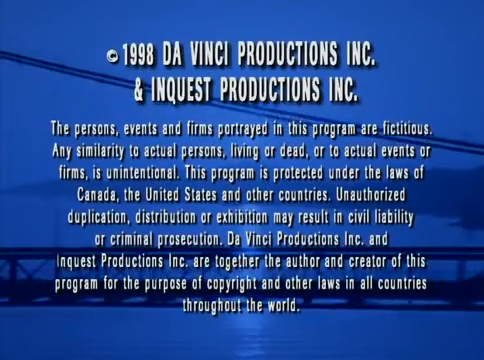 © 1998 DA VINCI PRODUCTIONS INC.
& INQUEST PRODUCTIONS INC.
The persons, events and firms portrayed in this program are fictitious.
Any similarity to actual persons, living or dead, or to actual events or
firms, is unintentional. This program is protected under the laws of
Canada, the United States and other countries. Unauthorized
duplication, distribution or exhibition may result in civil liability
or criminal prosecution. Da Vinci Productions Inc. and
Inquest Productions Inc. are together the author and creator of this
program for the purpose of copyright and other laws in all countries
throughout the world.